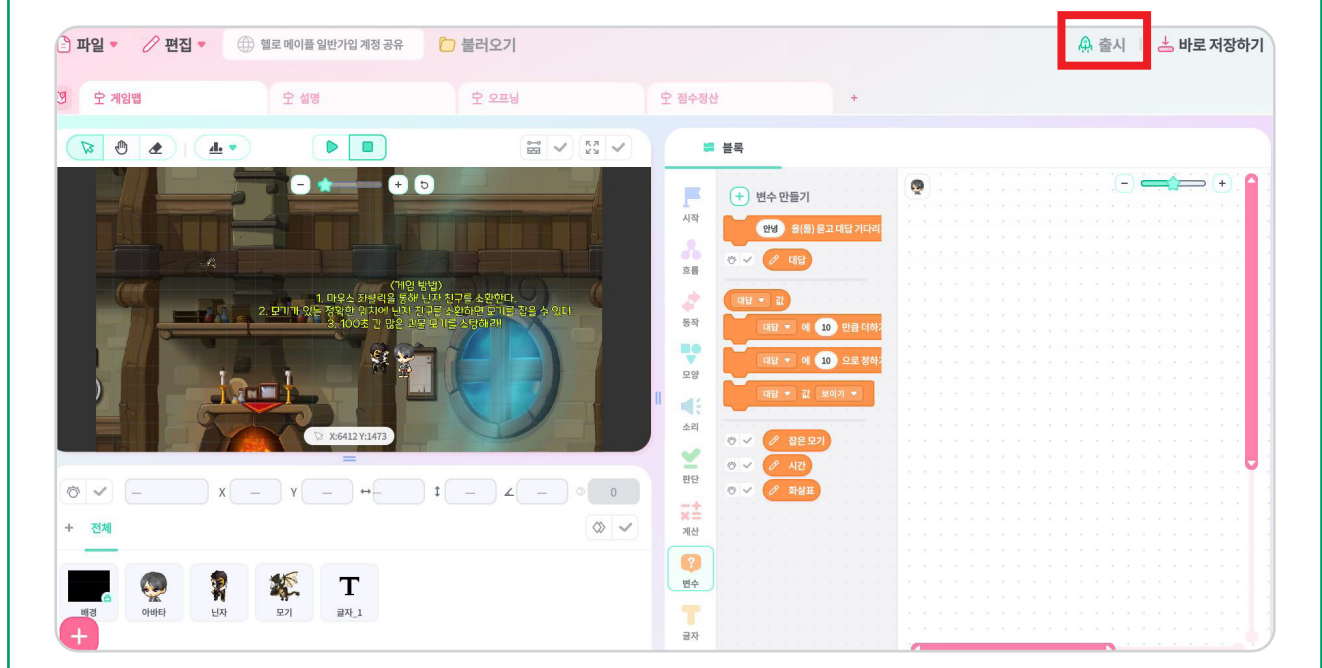 파일 편집 헬로 메이플 일반가입 계정 공유 불러오기 출시 바로 저장하기
게임맵 설명 오프닝 점수정산 +
블록
변수 만들기
시작
안녕 을(를) 묻고 대답 기다리
대답
흐름
대답 값
동작
대답 에 10 만큼 더하
대답 에 10 으로 정하
모양
대답 값 보이기
소리
잡은 모기
시간
판단
화살표
계산
변수
글자
(게임 방법)
1. 마우스 좌클릭을 통해 닌자 친구를 소환한다.
2. 모기가 있는 정확한 위치에 닌자 친구를 소환하면 모기를 잡을 수 있다.
3. 100초 간 많은 괴물 모기를 소탕해라!
X:6412 Y:1473
X — Y — — — — 0
+ 전체
T
배경 아바타 닌자 모기 글자_1